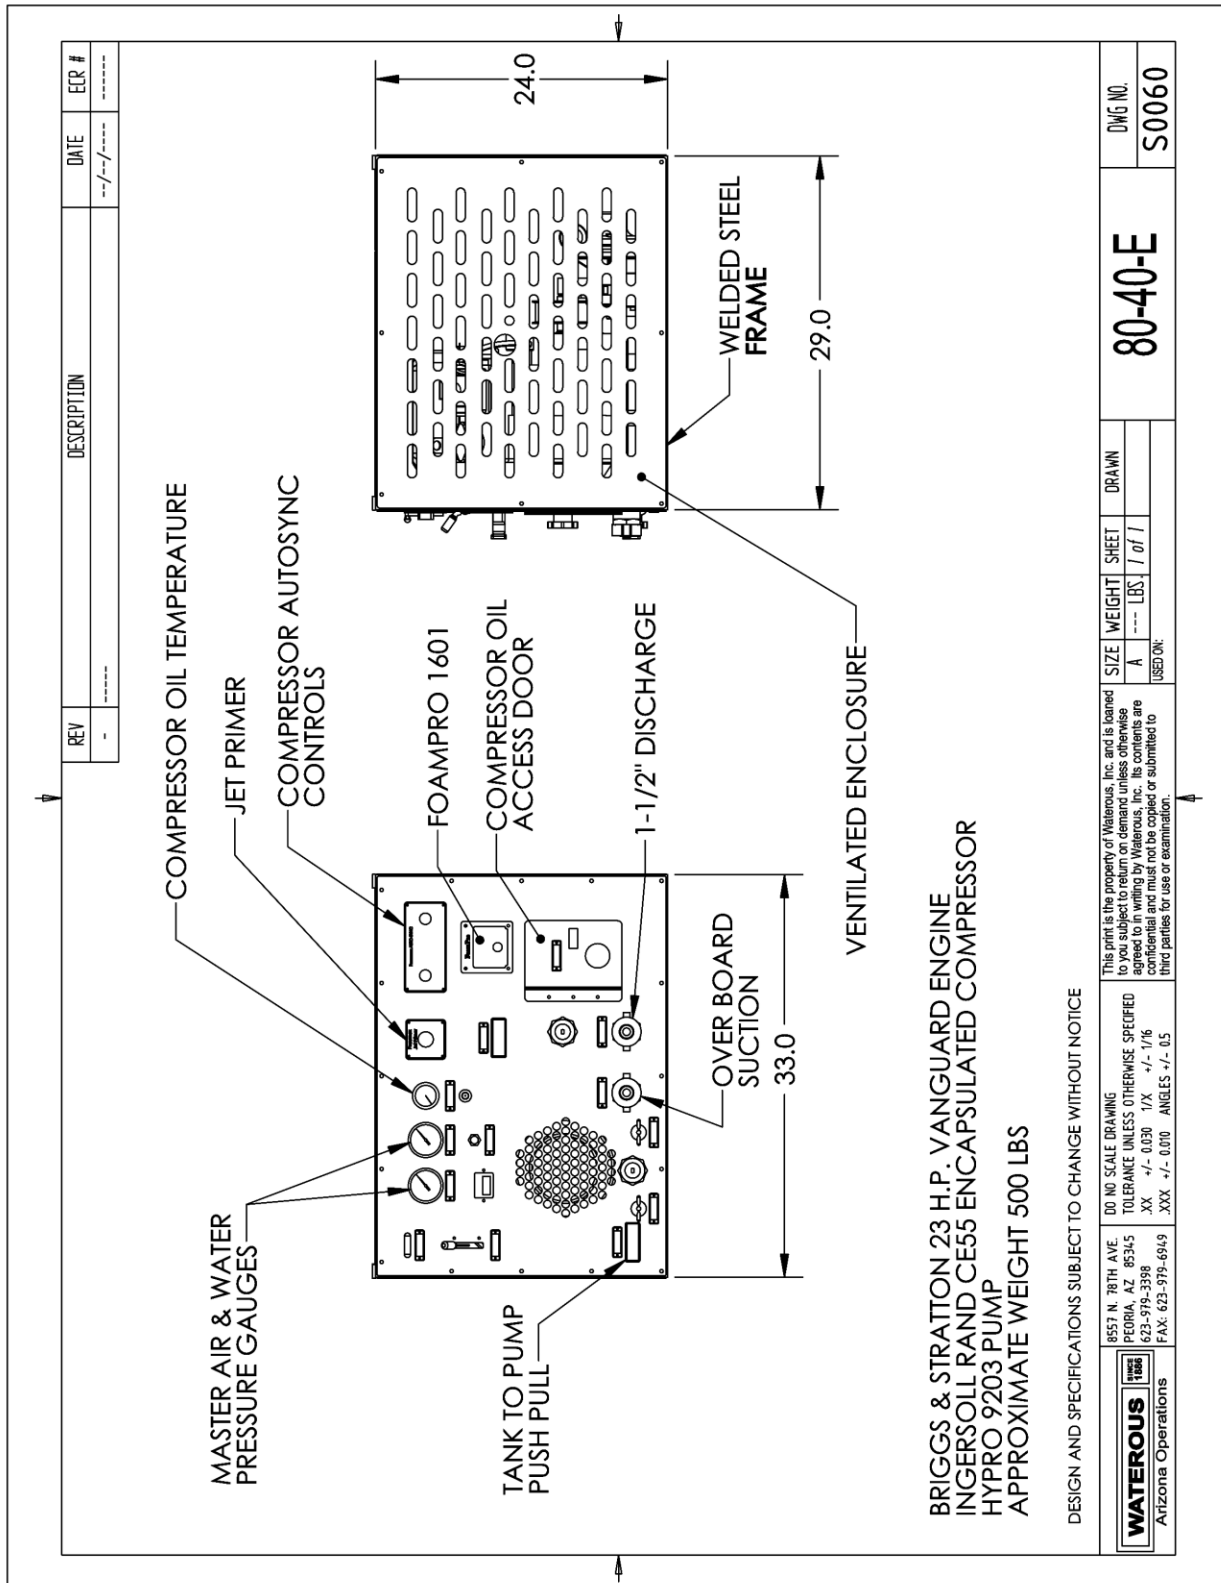 REV
DESCRIPTION
DATE
ECR #
-
-----
--/--/----
------
MASTER AIR & WATER
PRESSURE GAUGES
COMPRESSOR OIL TEMPERATURE
JET PRIMER
COMPRESSOR AUTOSYNC
CONTROLS
FOAMPRO 1601
COMPRESSOR OIL
ACCESS DOOR
1-1/2" DISCHARGE
TANK TO PUMP
PUSH PULL
OVER BOARD
SUCTION
33.0
24.0
WELDED STEEL
FRAME
29.0
VENTILATED ENCLOSURE
BRIGGS & STRATTON 23 H.P. VANGUARD ENGINE
INGERSOLL RAND CE55 ENCAPSULATED COMPRESSOR
HYPRO 9203 PUMP
APPROXIMATE WEIGHT 500 LBS
DESIGN AND SPECIFICATIONS SUBJECT TO CHANGE WITHOUT NOTICE
WATEROUS
SINCE
1886
Arizona Operations
8557 N. 78TH AVE.
PEORIA, AZ 85345
623-979-3398
FAX: 623-979-6949
DO NO SCALE DRAWING
TOLERANCE UNLESS OTHERWISE SPECIFIED
.XX +/- 0.030 1/X +/- 1/16
.XXX +/- 0.010 ANGLES +/- 0.5
This print is the property of Waterous, Inc. and is loaned
to you subject to return on demand unless otherwise
agreed to in writing by Waterous, Inc. Its contents are
confidential and must not be copied or submitted to
third parties for use or examination.
SIZE
WEIGHT
SHEET
DRAWN
A
--- LBS.
1 of 1
USED ON:
80-40-E
DWG NO.
S0060